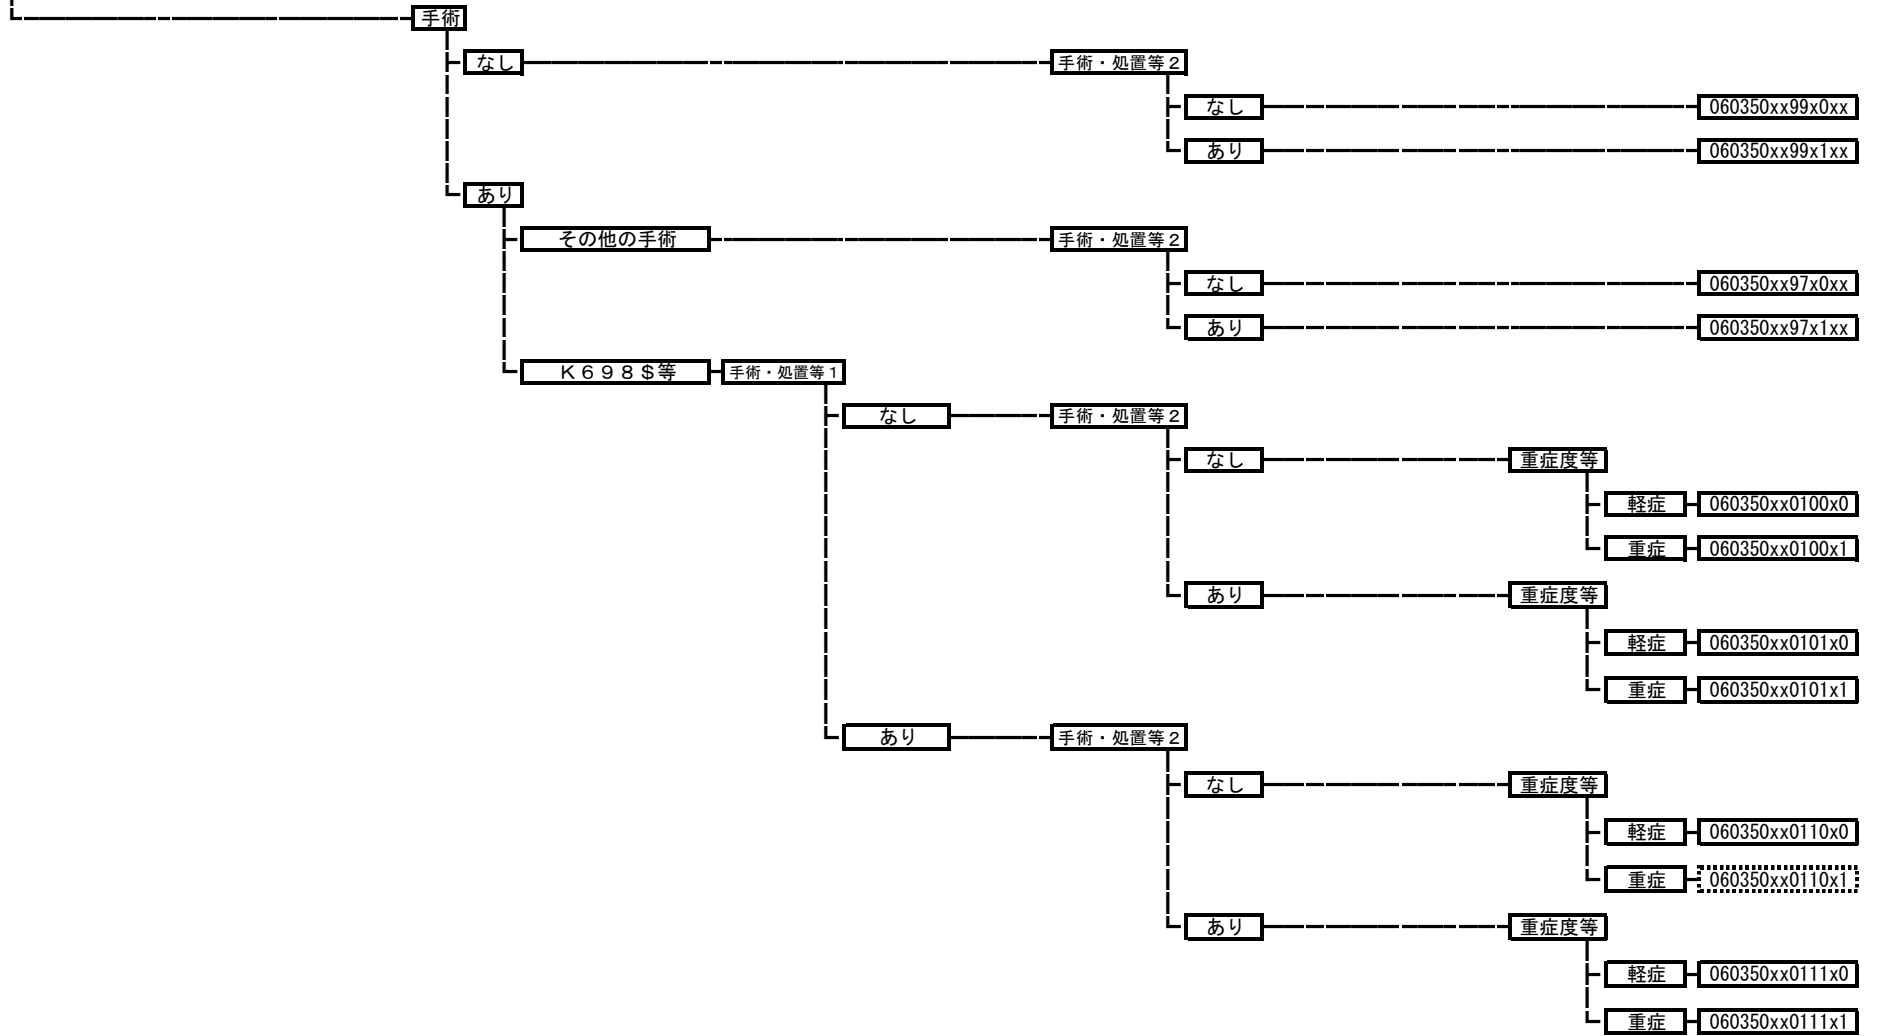 手術
なし 手術・処置等２
なし 060350xx99x0xx
あり 060350xx99x1xx
あり
その他の手術 手術・処置等２
なし 060350xx97x0xx
あり 060350xx97x1xx
Ｋ６９８＄等 手術・処置等１
なし 手術・処置等２
なし 重症度等
軽症 060350xx0100x0
重症 060350xx0100x1
あり 重症度等
軽症 060350xx0101x0
重症 060350xx0101x1
あり 手術・処置等２
なし 重症度等
軽症 060350xx0110x0
重症 060350xx0110x1
あり 重症度等
軽症 060350xx0111x0
重症 060350xx0111x1